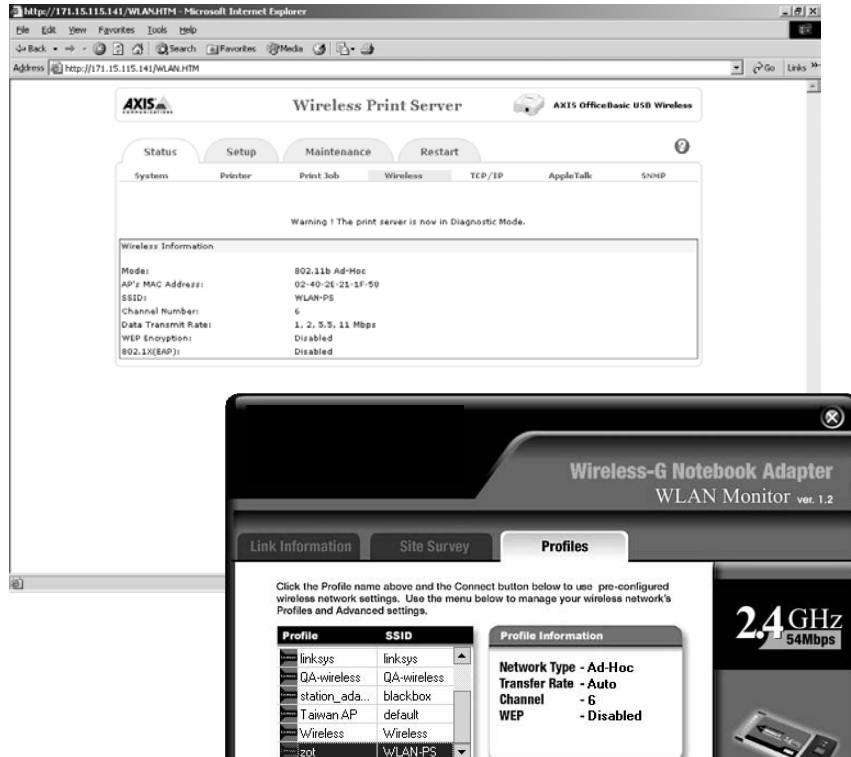 http://171.15.115.141/WLAN.HTM - Microsoft Internet Explorer
File Edit View Favorites Tools Help
Back Search Favorites Media
Address http://171.15.115.141/WLAN.HTM Go Links »
AXIS COMMUNICATIONS
Wireless Print Server
AXIS OfficeBasic USB Wireless
Status Setup Maintenance Restart
System Printer Print Job Wireless TCP/IP AppleTalk SNMP
Warning ! The print server is now in Diagnostic Mode.
Wireless Information
Mode: 802.11b Ad-Hoc
AP's MAC Address: 02-40-2E-21-1F-58
SSID: WLAN-PS
Channel Number: 6
Data Transmit Rate: 1, 2, 5.5, 11 Mbps
WEP Encryption: Disabled
802.1X(EAP): Disabled
Wireless-G Notebook Adapter
WLAN Monitor ver. 1.2
Link Information Site Survey Profiles
Click the Profile name above and the Connect button below to use pre-configured
wireless network settings. Use the menu below to manage your wireless network's
Profiles and Advanced settings.
Profile SSID
linksys linksys
QA-wireless QA-wireless
station_ada... blackbox
Taiwan AP default
Wireless Wireless
zot WLAN-PS
Profile Information
Network Type - Ad-Hoc
Transfer Rate - Auto
Channel - 6
WEP - Disabled
2.4 GHz
54Mbps